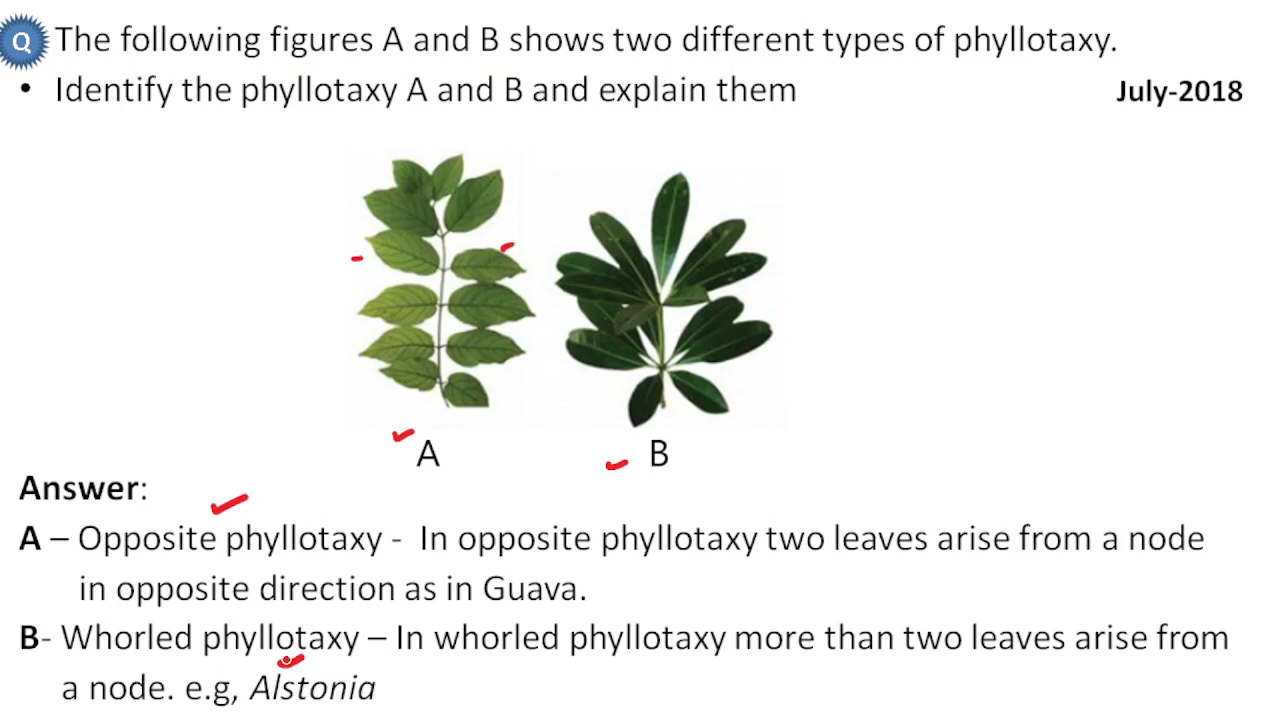 Q The following figures A and B shows two different types of phyllotaxy.
• Identify the phyllotaxy A and B and explain them July-2018
A B
Answer:
A – Opposite phyllotaxy - In opposite phyllotaxy two leaves arise from a node
in opposite direction as in Guava.
B- Whorled phyllotaxy – In whorled phyllotaxy more than two leaves arise from
a node. e.g, Alstonia